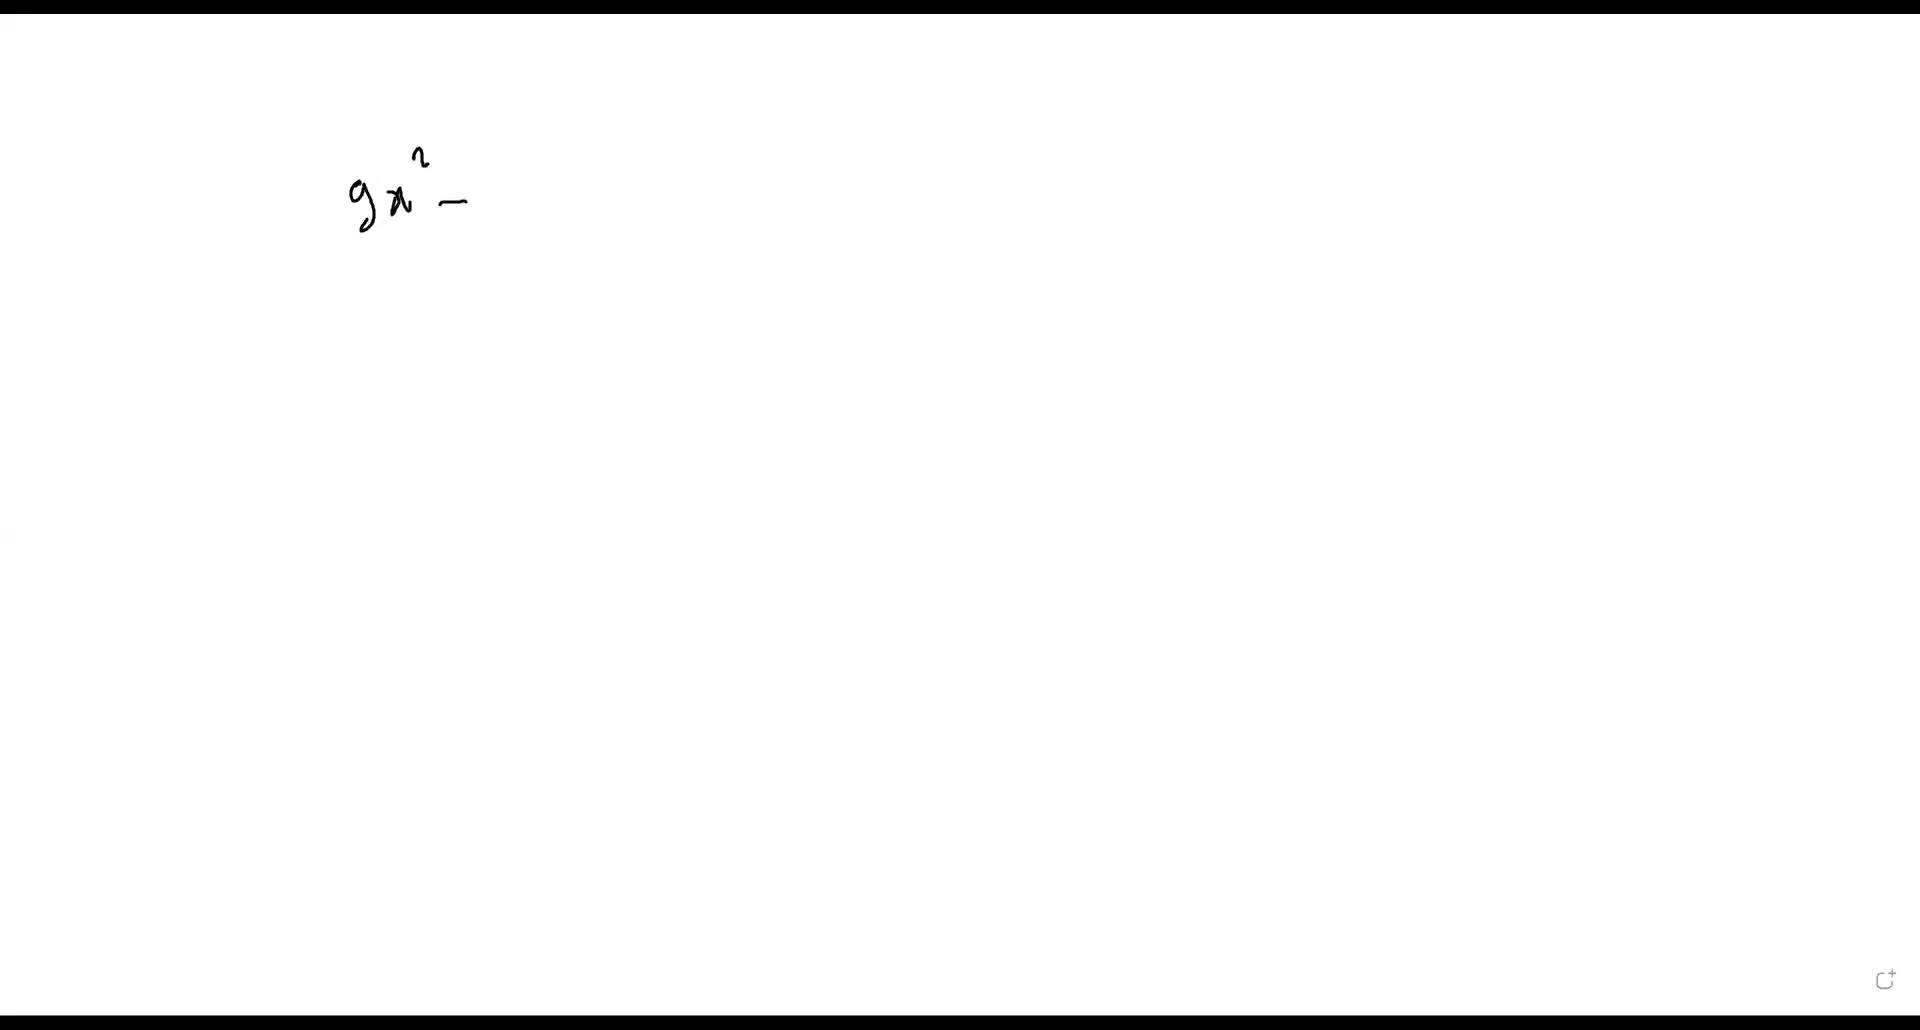 9x² –